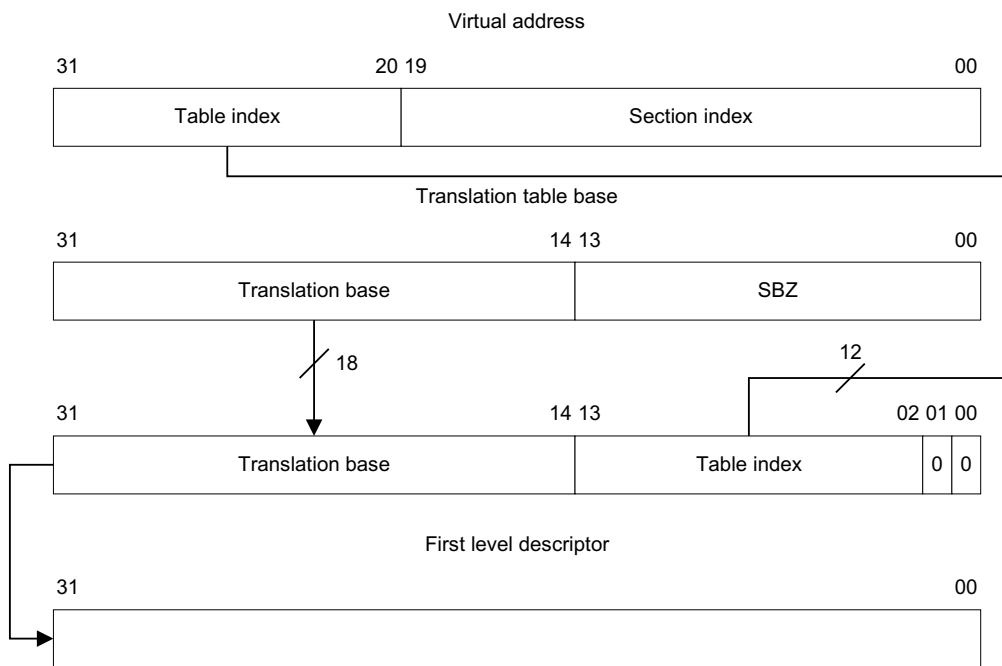 Virtual address
31 20 19 00
Table index Section index
Translation table base
31 14 13 00
Translation base SBZ
18 12
31 14 13 02 01 00
Translation base Table index 0 0
First level descriptor
31 00